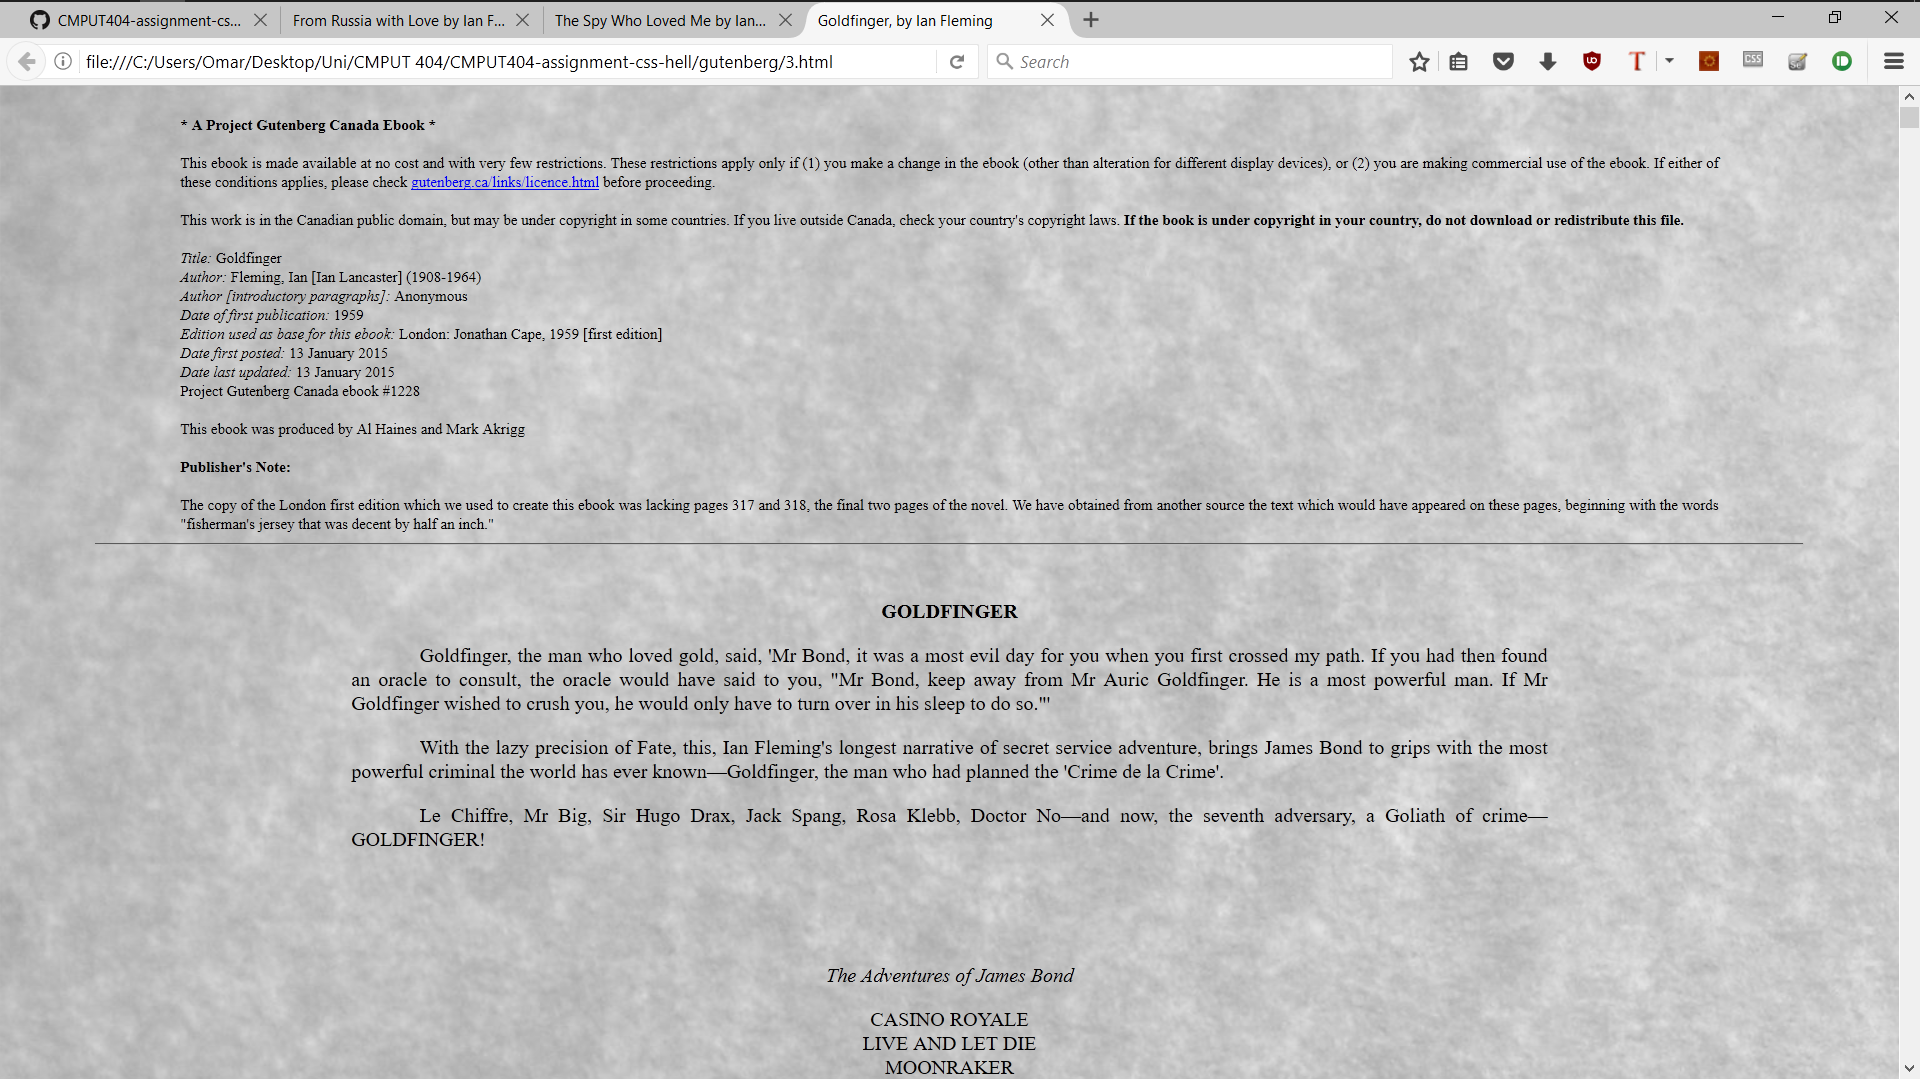 CMPUT404-assignment-cs...
From Russia with Love by Ian F...
The Spy Who Loved Me by Ian...
Goldfinger, by Ian Fleming
file:///C:/Users/Omar/Desktop/Uni/CMPUT 404/CMPUT404-assignment-css-hell/gutenberg/3.html
Search
* A Project Gutenberg Canada Ebook *
This ebook is made available at no cost and with very few restrictions. These restrictions apply only if (1) you make a change in the ebook (other than alteration for different display devices), or (2) you are making commercial use of the ebook. If either of
these conditions applies, please check gutenberg.ca/links/licence.html before proceeding.
This work is in the Canadian public domain, but may be under copyright in some countries. If you live outside Canada, check your country's copyright laws. If the book is under copyright in your country, do not download or redistribute this file.
Title: Goldfinger
Author: Fleming, Ian [Ian Lancaster] (1908-1964)
Author [introductory paragraphs]: Anonymous
Date of first publication: 1959
Edition used as base for this ebook: London: Jonathan Cape, 1959 [first edition]
Date first posted: 13 January 2015
Date last updated: 13 January 2015
Project Gutenberg Canada ebook #1228
This ebook was produced by Al Haines and Mark Akrigg
Publisher's Note:
The copy of the London first edition which we used to create this ebook was lacking pages 317 and 318, the final two pages of the novel. We have obtained from another source the text which would have appeared on these pages, beginning with the words
"fisherman's jersey that was decent by half an inch."
GOLDFINGER
Goldfinger, the man who loved gold, said, 'Mr Bond, it was a most evil day for you when you first crossed my path. If you had then found
an oracle to consult, the oracle would have said to you, "Mr Bond, keep away from Mr Auric Goldfinger. He is a most powerful man. If Mr
Goldfinger wished to crush you, he would only have to turn over in his sleep to do so."'
With the lazy precision of Fate, this, Ian Fleming's longest narrative of secret service adventure, brings James Bond to grips with the most
powerful criminal the world has ever known—Goldfinger, the man who had planned the 'Crime de la Crime'.
Le Chiffre, Mr Big, Sir Hugo Drax, Jack Spang, Rosa Klebb, Doctor No—and now, the seventh adversary, a Goliath of crime—
GOLDFINGER!
The Adventures of James Bond
CASINO ROYALE
LIVE AND LET DIE
MOONRAKER